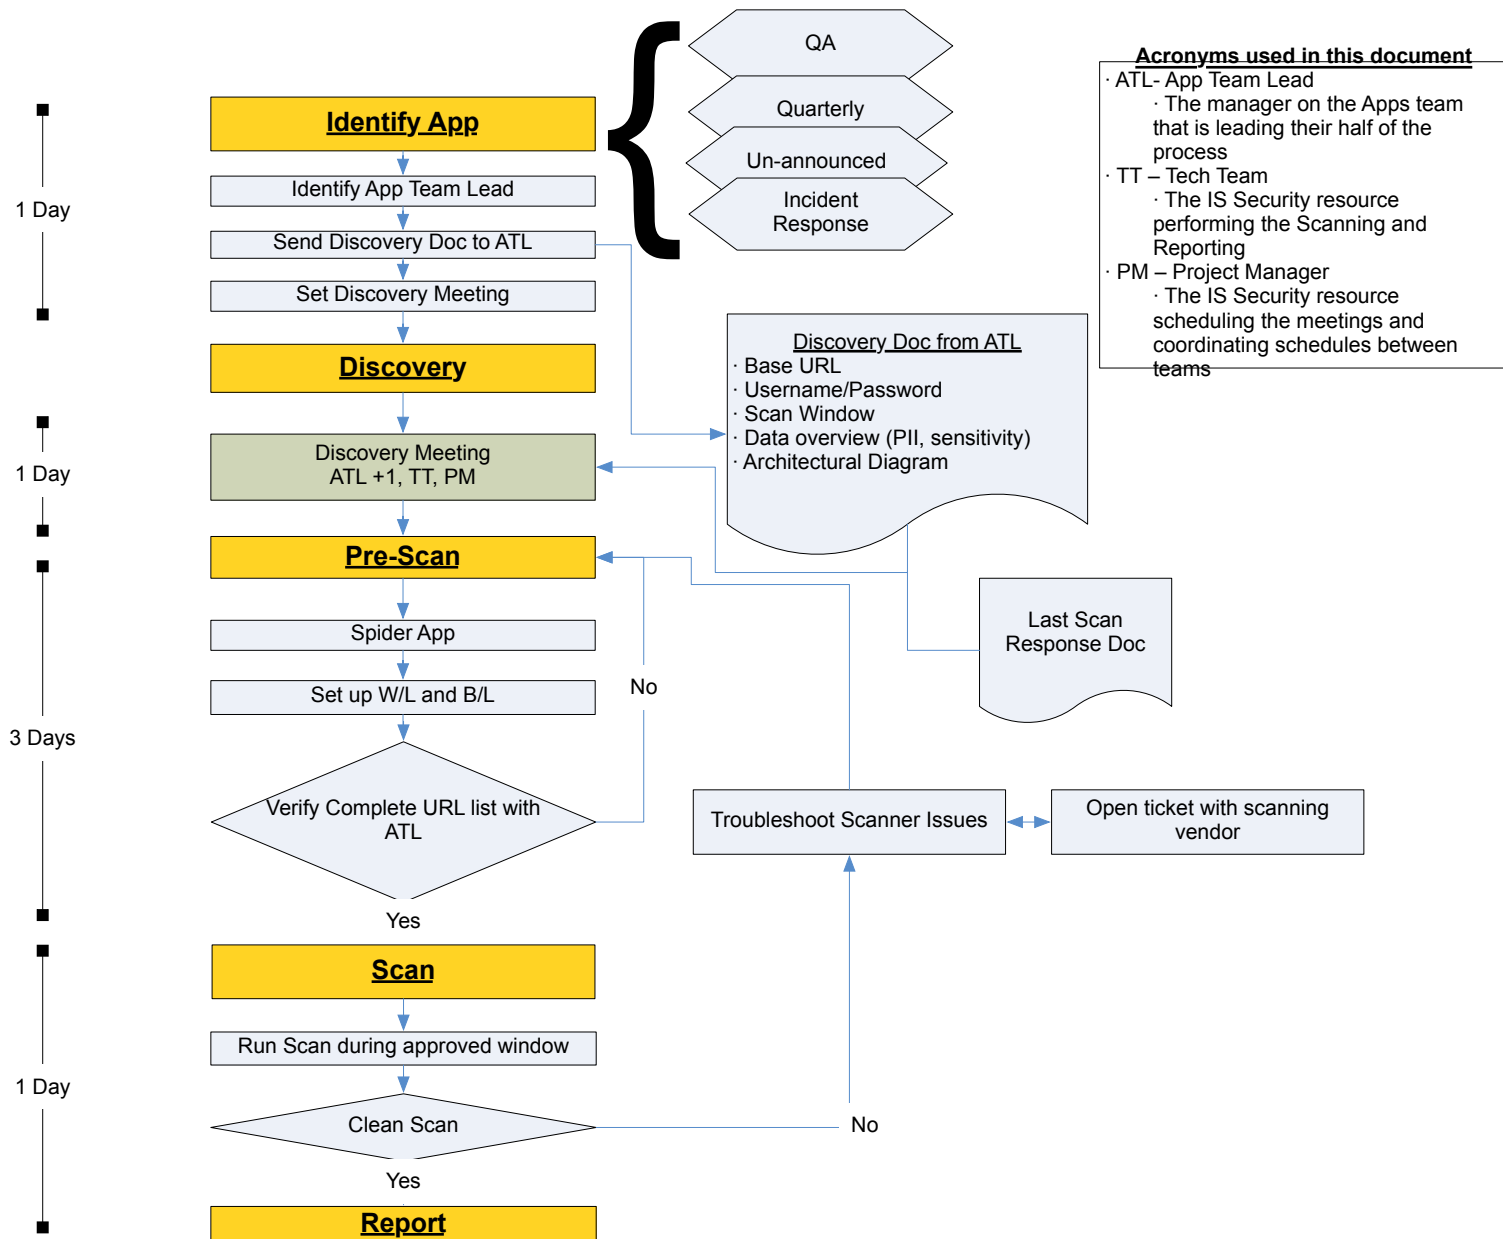 QA
Quarterly
Un-announced
Incident
Response
Acronyms used in this document
· ATL- App Team Lead
· The manager on the Apps team
that is leading their half of the
process
· TT – Tech Team
· The IS Security resource
performing the Scanning and
Reporting
· PM – Project Manager
· The IS Security resource
scheduling the meetings and
coordinating schedules between
teams
1 Day
Identify App
Identify App Team Lead
Send Discovery Doc to ATL
Set Discovery Meeting
Discovery
Discovery Doc from ATL
· Base URL
· Username/Password
· Scan Window
· Data overview (PII, sensitivity)
· Architectural Diagram
1 Day
Discovery Meeting
ATL +1, TT, PM
Pre-Scan
Spider App
Last Scan
Response Doc
Set up W/L and B/L
No
3 Days
Verify Complete URL list with
ATL
Troubleshoot Scanner Issues
Open ticket with scanning
vendor
Yes
Scan
Run Scan during approved window
1 Day
Clean Scan
No
Yes
Report